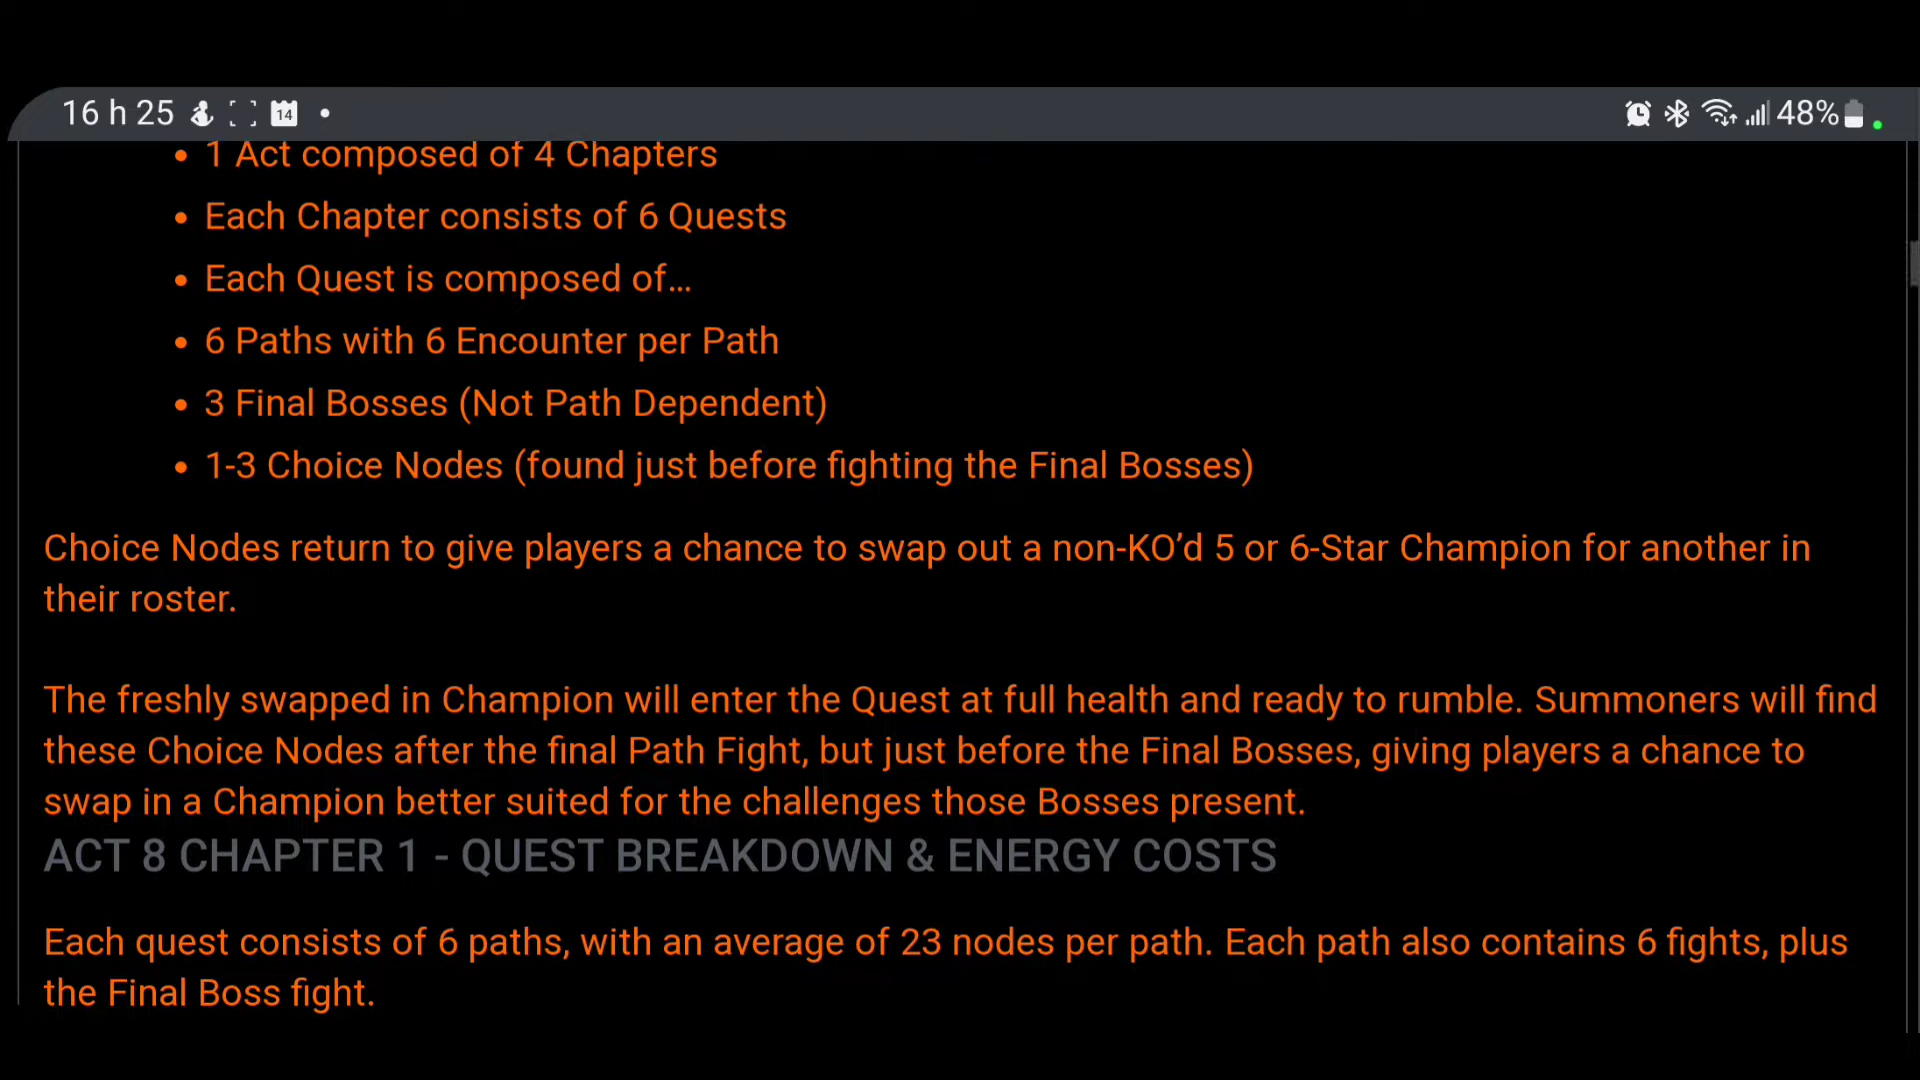 16 h 25 14 48%
1 Act composed of 4 Chapters
Each Chapter consists of 6 Quests
Each Quest is composed of...
6 Paths with 6 Encounter per Path
3 Final Bosses (Not Path Dependent)
1-3 Choice Nodes (found just before fighting the Final Bosses)
Choice Nodes return to give players a chance to swap out a non-KO’d 5 or 6-Star Champion for another in
their roster.
The freshly swapped in Champion will enter the Quest at full health and ready to rumble. Summoners will find
these Choice Nodes after the final Path Fight, but just before the Final Bosses, giving players a chance to
swap in a Champion better suited for the challenges those Bosses present.
ACT 8 CHAPTER 1 - QUEST BREAKDOWN & ENERGY COSTS
Each quest consists of 6 paths, with an average of 23 nodes per path. Each path also contains 6 fights, plus
the Final Boss fight.